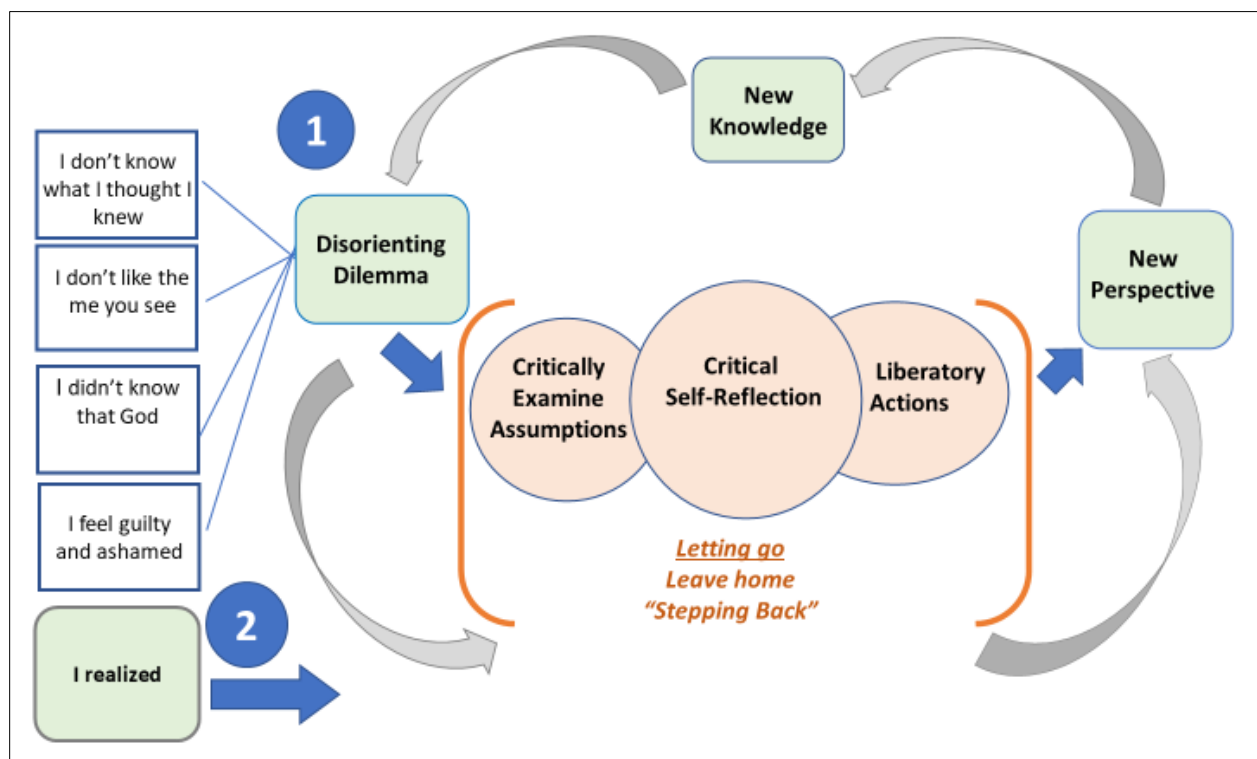 New
Knowledge
1
I don’t know
what I thought I
knew
Disorienting
Dilemma
I don’t like the
me you see
New
Perspective
Critically
Examine
Assumptions
Critical
Self-Reflection
Liberatory
Actions
I didn’t know
that God
I feel guilty
and ashamed
Letting go
Leave home
“Stepping Back”
2
I realized